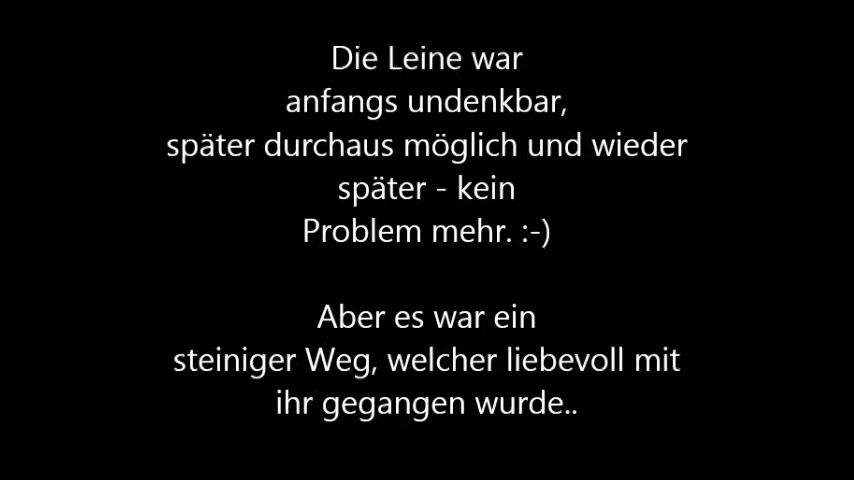 Die Leine war
anfangs undenkbar,
später durchaus möglich und wieder
später - kein
Problem mehr. :-)
Aber es war ein
steiniger Weg, welcher liebevoll mit
ihr gegangen wurde..